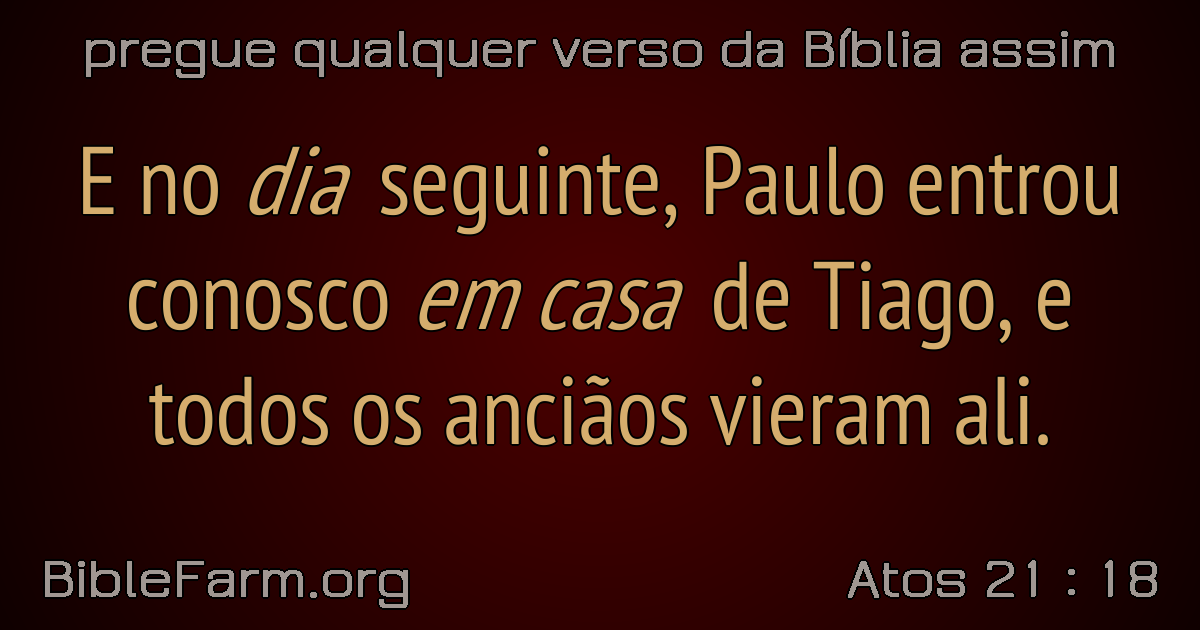 pregue qualquer verso da Bíblia assim
E no dia seguinte, Paulo entrou
conosco em casa de Tiago, e
todos os anciãos vieram ali.
BibleFarm.org
Atos 21 : 18